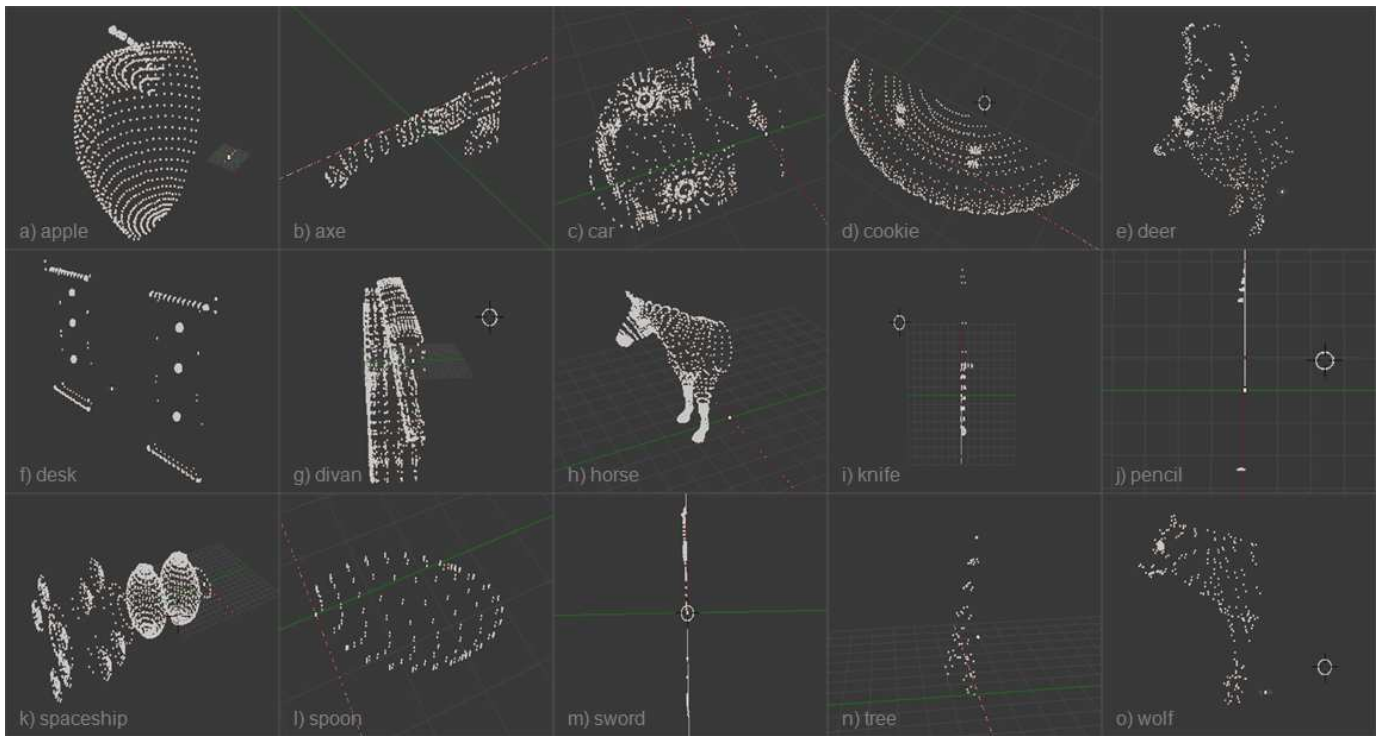 a) apple
b) axe
c) car
d) cookie
e) deer
f) desk
g) divan
h) horse
i) knife
j) pencil
k) spaceship
l) spoon
m) sword
n) tree
o) wolf